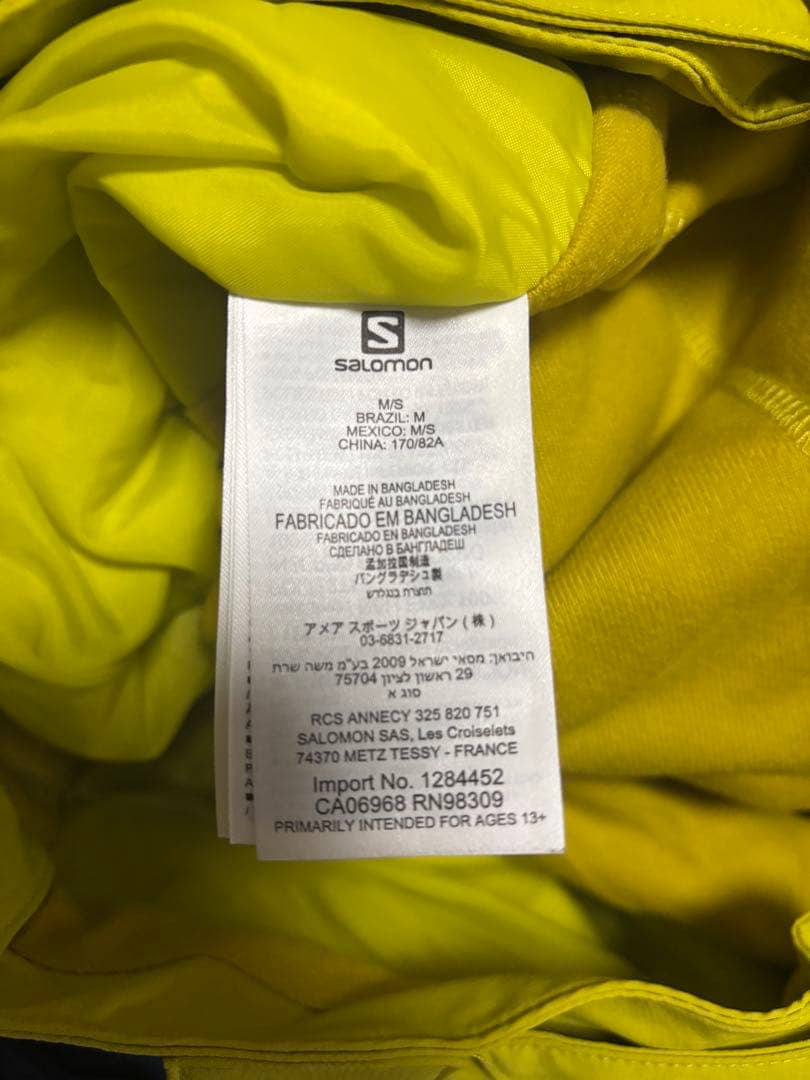 S
SALOMON
M/S
BRAZIL: M
MEXICO: M/S
CHINA: 170/82A
MADE IN BANGLADESH
FABRIQUÉ AU BANGLADESH
FABRICADO EM BANGLADESH
FABRICADO EN BANGLADESH
СДЕЛАНО В БАНГЛАДЕШ
孟加拉国制造
バングラデシュ製
תוצרת בנגלדש
アメア スポーツ ジャパン ( 株 )
03-6831-2717
היבואן: מסאי ישראל 2009 בע"מ משה שרת
29 ראשון לציון 75704
סוג א
RCS ANNECY 325 820 751
SALOMON SAS, Les Croiselets
74370 METZ TESSY - FRANCE
Import No. 1284452
CA06968 RN98309
PRIMARILY INTENDED FOR AGES 13+